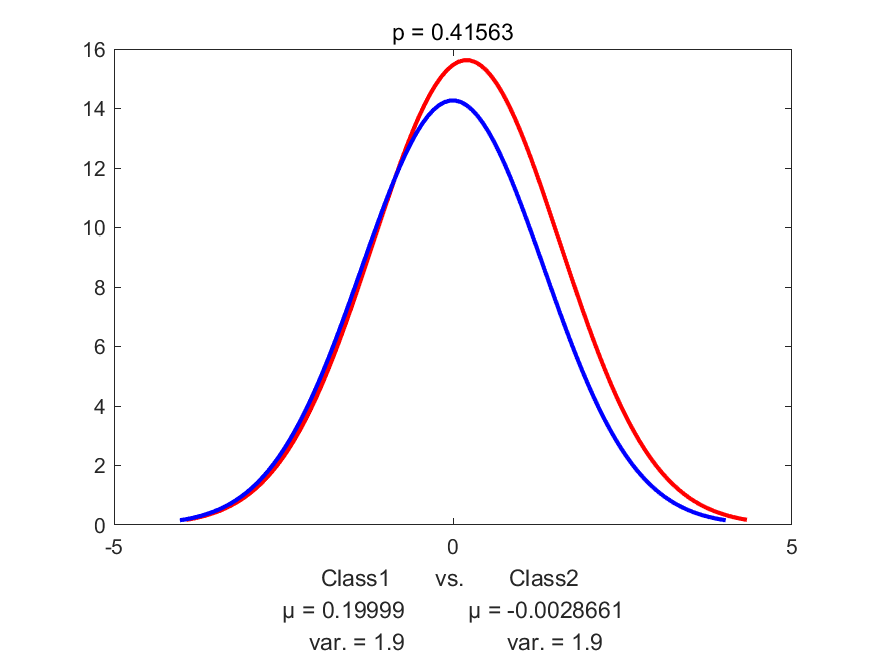 p = 0.41563
16
14
12
10
8
6
4
2
0
-5 0 5
Class1 vs. Class2
μ = 0.19999 μ = -0.0028661
var. = 1.9 var. = 1.9